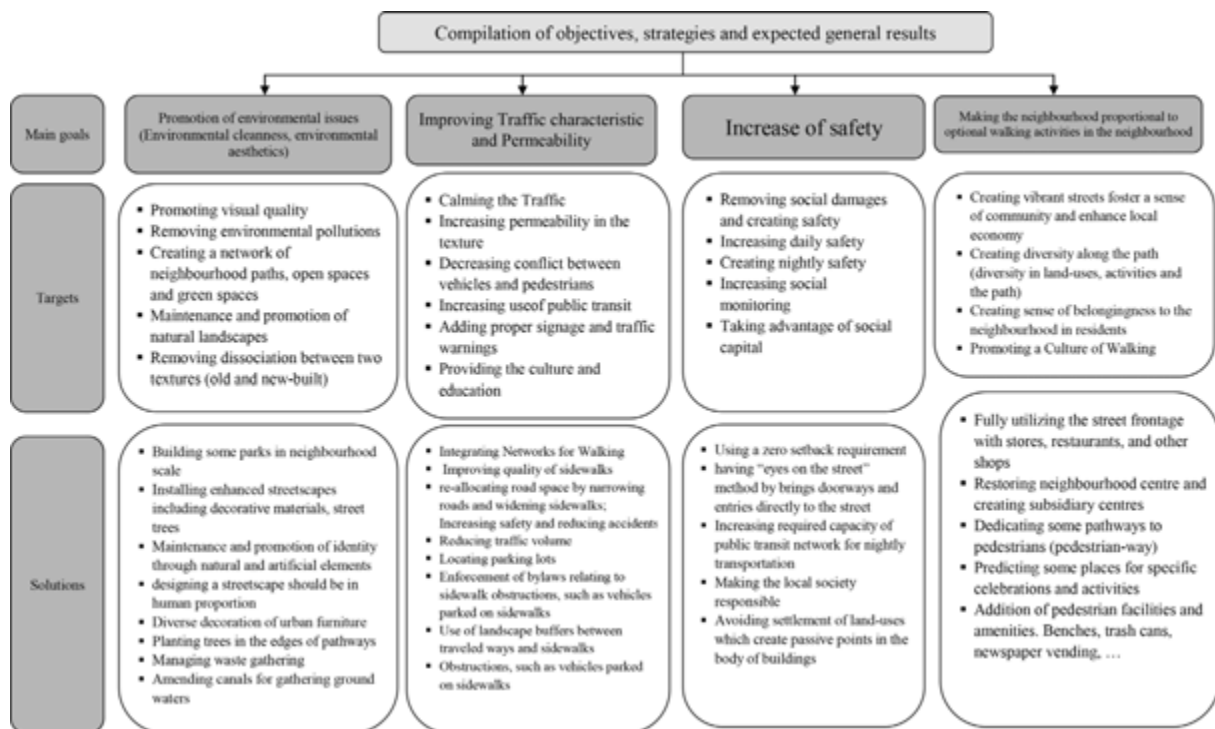 Compilation of objectives, strategies and expected general results
Main goals
Promotion of environmental issues
(Environmental cleanness, environmental
aesthetics)
Improving Traffic characteristic
and Permeability
Increase of safety
Making the neighbourhood proportional to
optional walking activities in the neighbourhood
Targets
▪ Promoting visual quality
▪ Removing environmental pollutions
▪ Creating a network of
neighbourhood paths, open spaces
and green spaces
▪ Maintenance and promotion of
natural landscapes
▪ Removing dissociation between two
textures (old and new-built)
▪ Calming the Traffic
▪ Increasing permeability in the
texture
▪ Decreasing conflict between
vehicles and pedestrians
▪ Increasing useof public transit
▪ Adding proper signage and traffic
warnings
▪ Providing the culture and
education
▪ Removing social damages
and creating safety
▪ Increasing daily safety
▪ Creating nightly safety
▪ Increasing social
monitoring
▪ Taking advantage of social
capital
▪ Creating vibrant streets foster a sense
of community and enhance local
economy
▪ Creating diversity along the path
(diversity in land-uses, activities and
the path)
▪ Creating sense of belongingness to the
neighbourhood in residents
▪ Promoting a Culture of Walking
Solutions
▪ Building some parks in neighbourhood
scale
▪ Installing enhanced streetscapes
including decorative materials, street
trees
▪ Maintenance and promotion of identity
through natural and artificial elements
▪ designing a streetscape should be in
human proportion
▪ Diverse decoration of urban furniture
▪ Planting trees in the edges of pathways
▪ Managing waste gathering
▪ Amending canals for gathering ground
waters
▪ Integrating Networks for Walking
▪ Improving quality of sidewalks
▪ re-allocating road space by narrowing
roads and widening sidewalks;
Increasing safety and reducing accidents
▪ Reducing traffic volume
▪ Locating parking lots
▪ Enforcement of bylaws relating to
sidewalk obstructions, such as vehicles
parked on sidewalks
▪ Use of landscape buffers between
traveled ways and sidewalks
▪ Obstructions, such as vehicles parked
on sidewalks
▪ Using a zero setback requirement
▪ having “eyes on the street”
method by brings doorways and
entries directly to the street
▪ Increasing required capacity of
public transit network for nightly
transportation
▪ Making the local society
responsible
▪ Avoiding settlement of land-uses
which create passive points in the
body of buildings
▪ Fully utilizing the street frontage
with stores, restaurants, and other
shops
▪ Restoring neighbourhood centre and
creating subsidiary centres
▪ Dedicating some pathways to
pedestrians (pedestrian-way)
▪ Predicting some places for specific
celebrations and activities
▪ Addition of pedestrian facilities and
amenities. Benches, trash cans,
newspaper vending, …